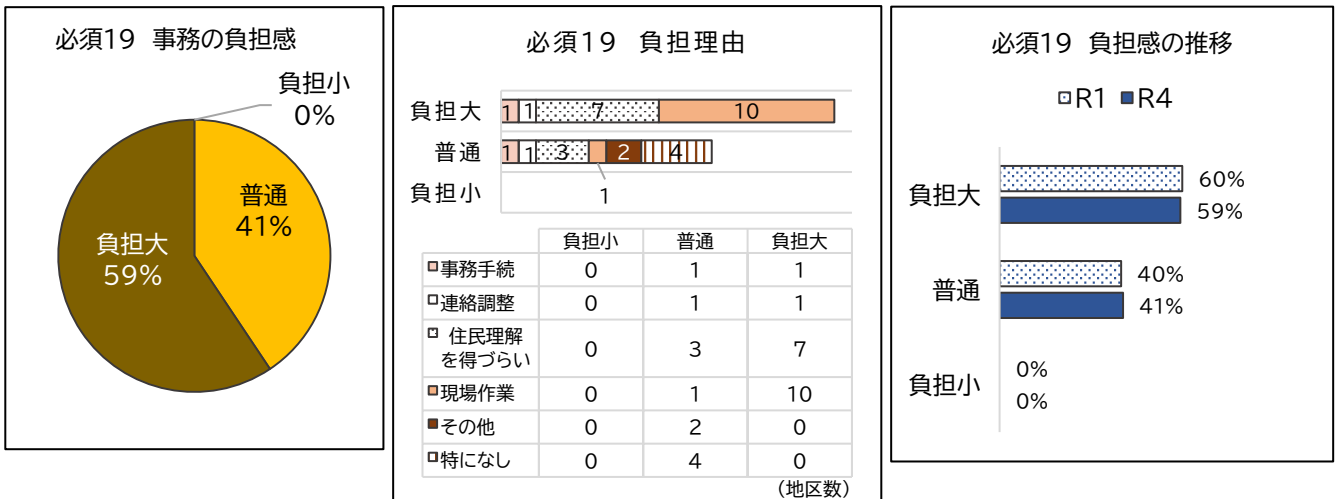 必須19 事務の負担感
負担小
0%
普通
41%
負担大
59%
必須19 負担理由
負担大
1 1 7 10
普通
1 1 3 2 4
負担小
1
負担小 普通 負担大
事務手続 0 1 1
連絡調整 0 1 1
住民理解
を得づらい 0 3 7
現場作業 0 1 10
その他 0 2 0
特になし 0 4 0
(地区数)
必須19 負担感の推移
R1 R4
負担大
60%
59%
普通
40%
41%
負担小
0%
0%